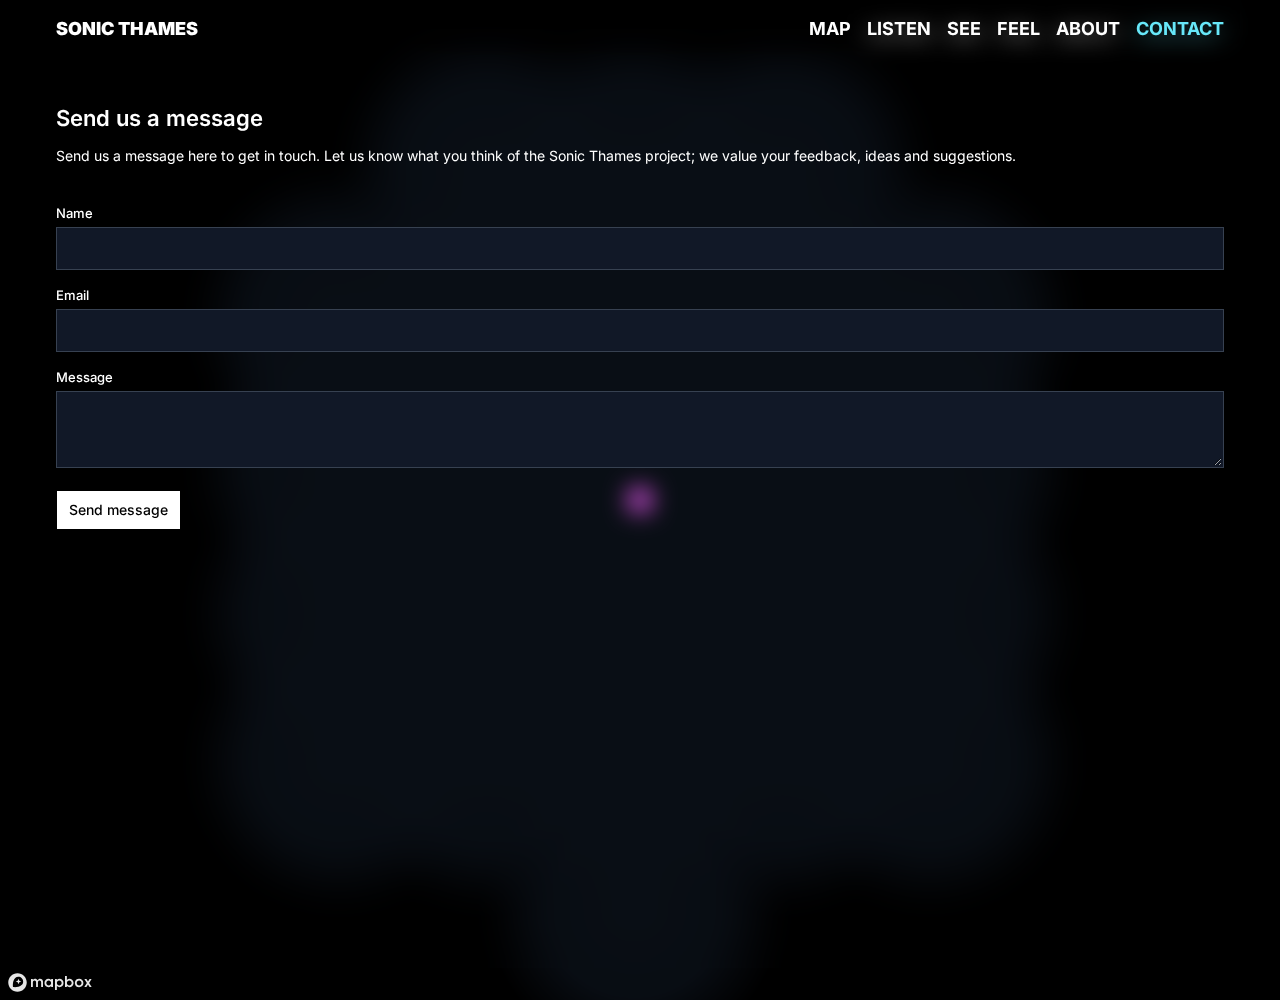 SONIC THAMES
MAP LISTEN SEE FEEL ABOUT CONTACT
Send us a message
Send us a message here to get in touch. Let us know what you think of the Sonic Thames project; we value your feedback, ideas and suggestions.
Name
Email
Message
Send message
mapbox